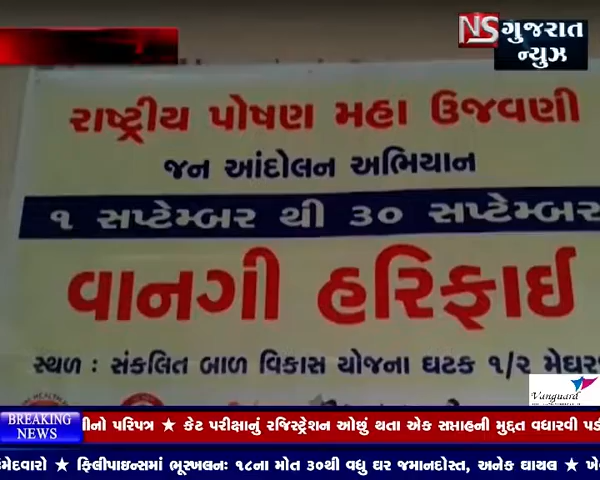 NS ગુજરાત
ન્યુઝ
રાષ્ટ્રીય પોષણ મહા ઉજવણી
જન આંદોલન અભિયાન
૧ સપ્ટેમ્બર થી ૩૦ સપ્ટેમ્બર
વાનગી હરિફાઈ
સ્થળ : સંકલિત બાળ વિકાસ યોજના ઘટક ૧/૨
Vanguard
BREAKING
NEWS
પરિપત્ર ★ કેટ પરીક્ષાનું રજિસ્ટ્રેશન ઓછું થતા એક સપ્તાહની મુદ્દત વધારવી
★ ફિલીપાઇન્સમાં ભૂસ્ખલનઃ ૧૮ના મોત ૩૦થી વધુ ઘર જમાનદોસ્ત, અનેક ઘાયલ ★